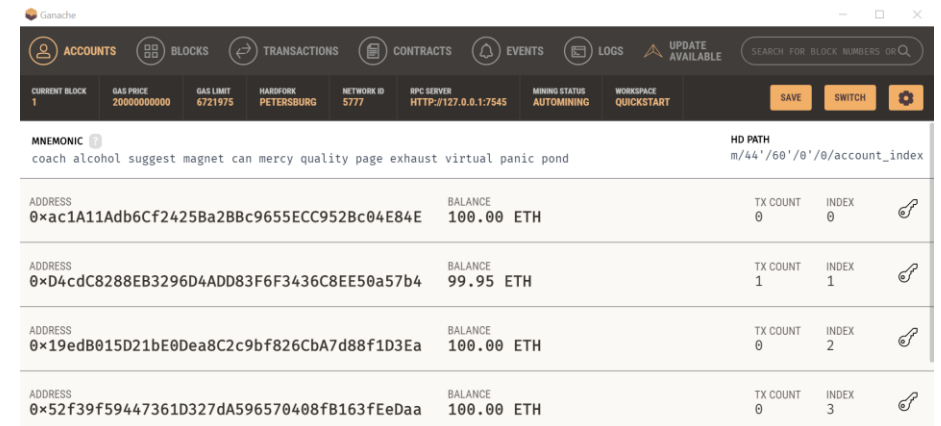 Ganache
ACCOUNTS BLOCKS TRANSACTIONS CONTRACTS EVENTS LOGS UPDATE AVAILABLE SEARCH FOR BLOCK NUMBERS OR
CURRENT BLOCK GAS PRICE GAS LIMIT HARDFORK NETWORK ID RPC SERVER MINING STATUS WORKSPACE
1 20000000000 6721975 PETERSBURG 5777 HTTP://127.0.0.1:7545 AUTOMINING QUICKSTART SAVE SWITCH
MNEMONIC ? HD PATH
coach alcohol suggest magnet can mercy quality page exhaust virtual panic pond m/44'/60'/0'/0/account_index
ADDRESS BALANCE TX COUNT INDEX
0×ac1A11Adb6Cf2425Ba2BBc9655ECC952Bc04E84E 100.00 ETH 0 0
ADDRESS BALANCE TX COUNT INDEX
0×D4cdC8288EB3296D4ADD83F6F3436C8EE50a57b4 99.95 ETH 1 1
ADDRESS BALANCE TX COUNT INDEX
0×19edB015D21bE0Dea8C2c9bf826CbA7d88f1D3Ea 100.00 ETH 0 2
ADDRESS BALANCE TX COUNT INDEX
0×52f39f59447361D327dA596570408fB163fEeDaa 100.00 ETH 0 3